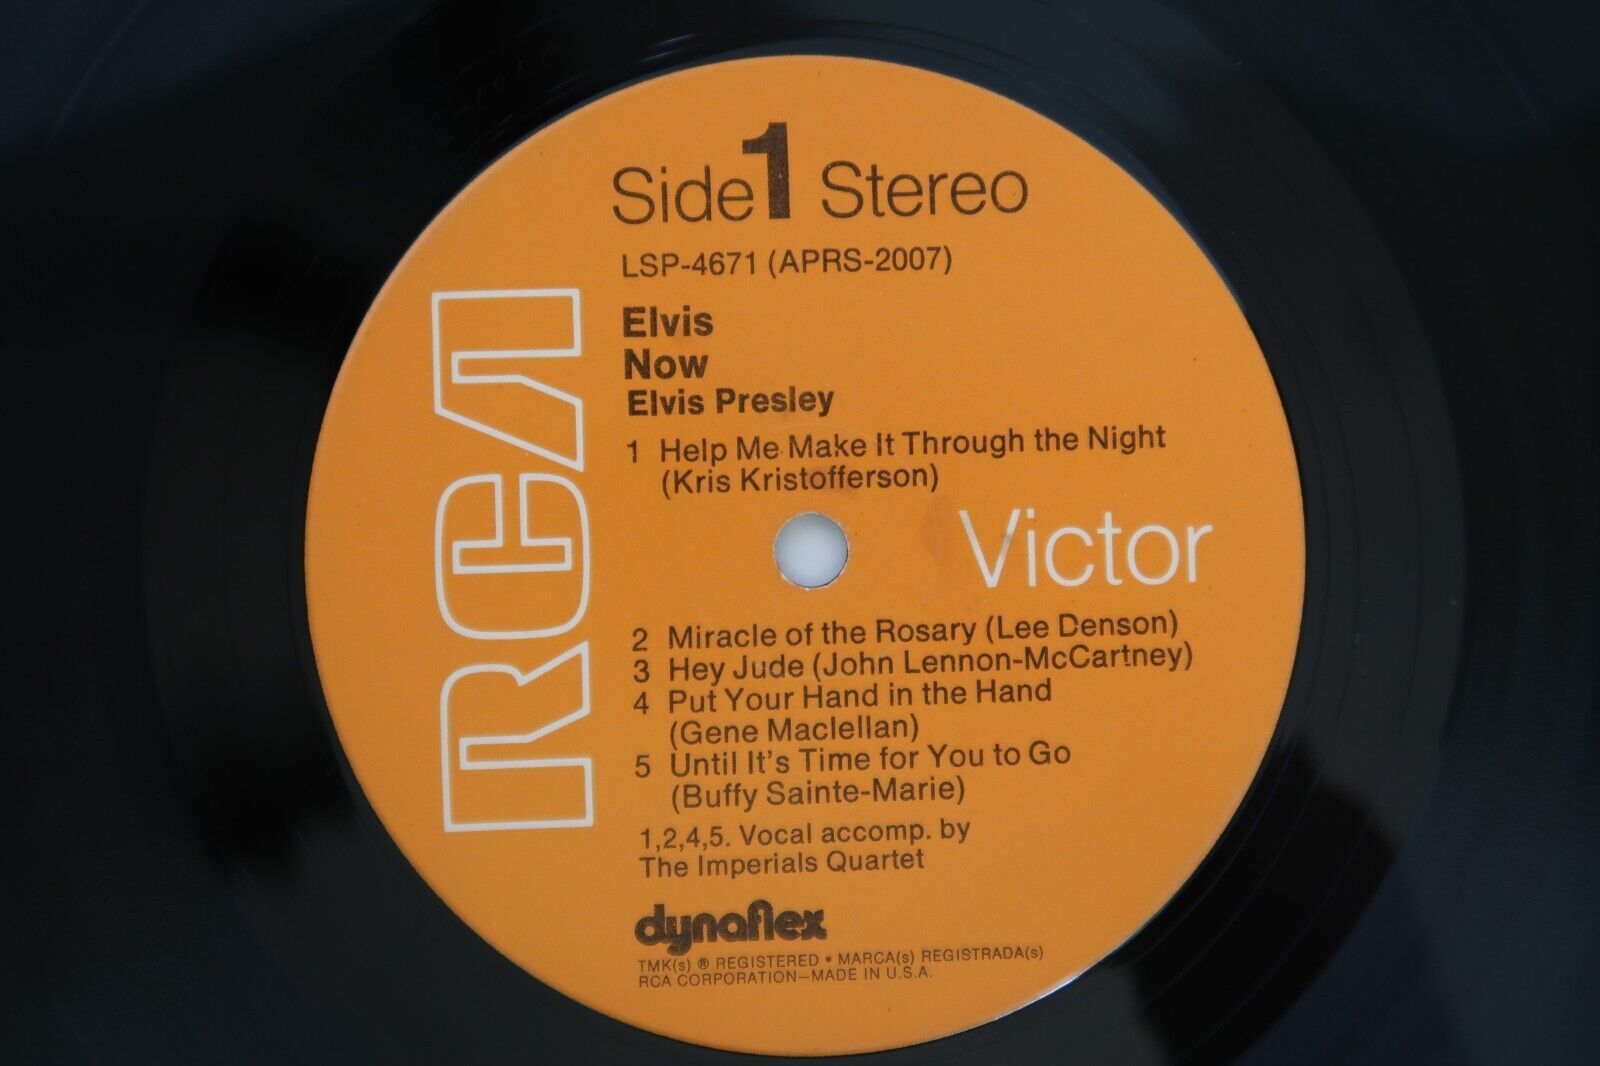 Side 1 Stereo
LSP-4671 (APRS-2007)
Elvis
Now
Elvis Presley
1 Help Me Make It Through the Night
(Kris Kristofferson)
RCA
Victor
2 Miracle of the Rosary (Lee Denson)
3 Hey Jude (John Lennon-McCartney)
4 Put Your Hand in the Hand
(Gene Maclellan)
5 Until It's Time for You to Go
(Buffy Sainte-Marie)
1,2,4,5. Vocal accomp. by
The Imperials Quartet
dynaflex
TMK(s) ® REGISTERED • MARCA(s) REGISTRADA(s)
RCA CORPORATION—MADE IN U.S.A.